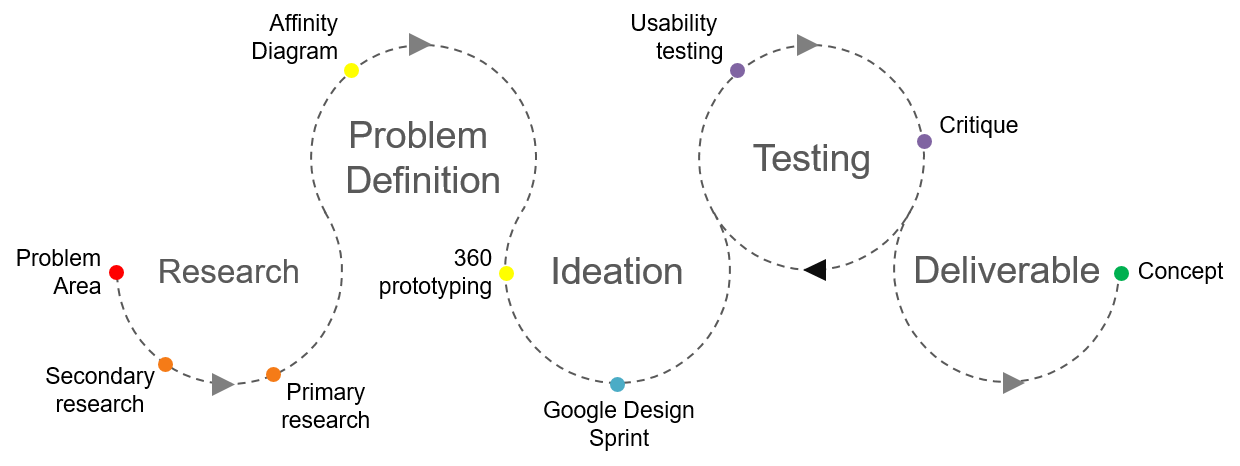 Affinity
Diagram
Usability
testing
Problem
Definition
Testing
Critique
Problem
Area
Research
360
prototyping
Ideation
Deliverable
Concept
Secondary
research
Primary
research
Google Design
Sprint